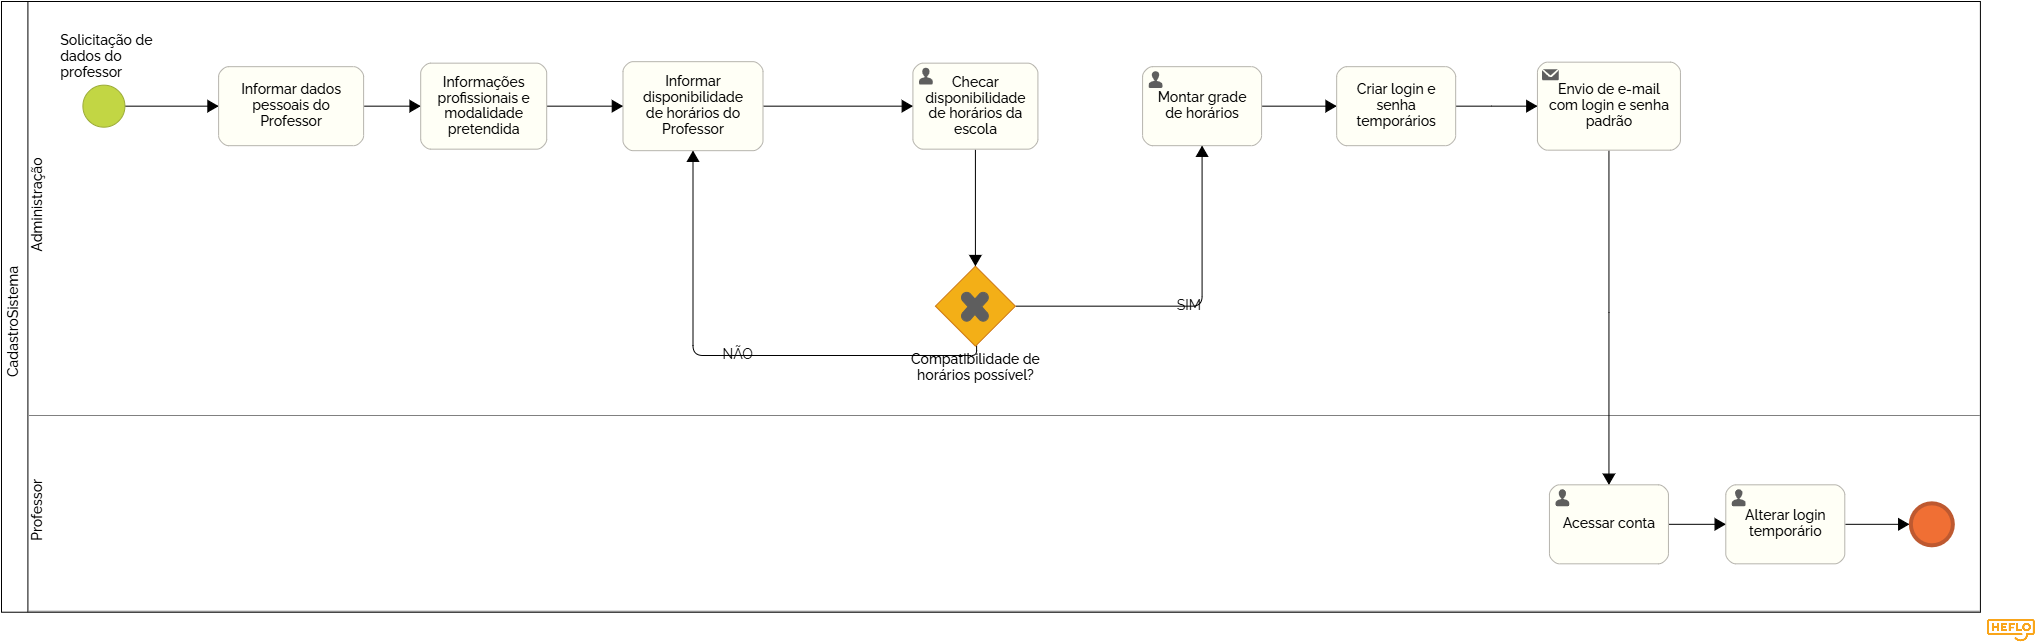 CadastroSistema
Administração
Solicitação de
dados do
professor
Informar dados
pessoais do
Professor
Informações
profissionais e
modalidade
pretendida
Informar
disponibilidade
de horários do
Professor
Checar
disponibilidade
de horários da
escola
Montar grade
de horários
Criar login e
senha
temporários
Envio de e-mail
com login e senha
padrão
SIM
NÃO
Compatibilidade de
horários possível?
Professor
Acessar conta
Alterar login
temporário
HEFLO